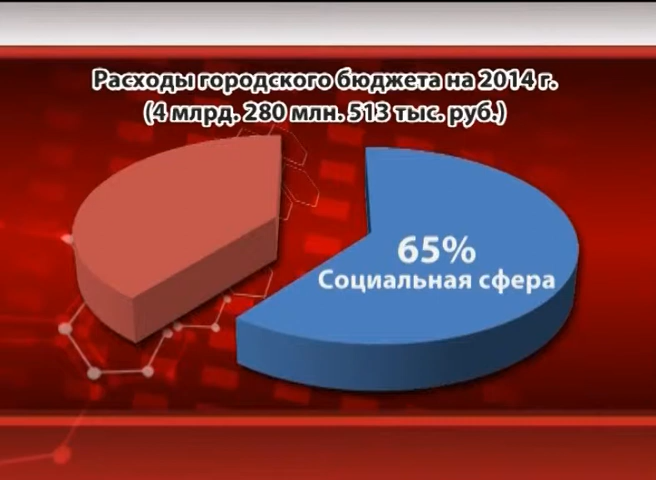 Расходы городского бюджета на 2014 г.
(4 млрд. 280 млн. 513 тыс. руб.)
65%
Социальная сфера